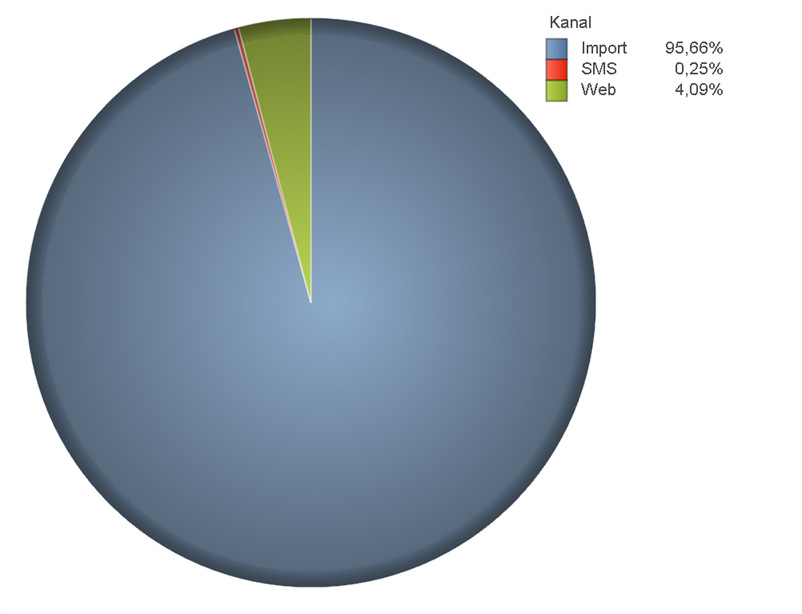 Kanal
Import 95,66%
SMS 0,25%
Web 4,09%